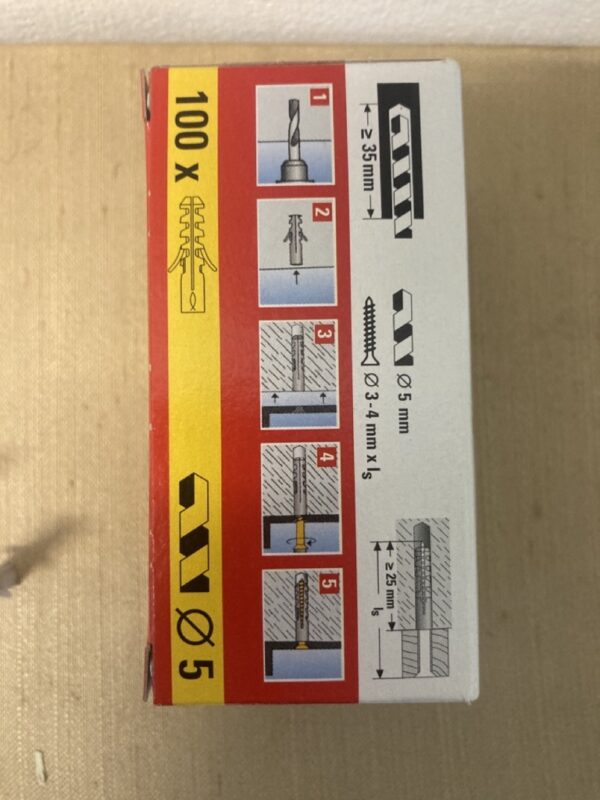 ≥ 35 mm
Ø 5 mm
Ø 3 - 4 mm x ls
≥ 25 mm
ls
1
2
3
4
5
100 x
Ø 5